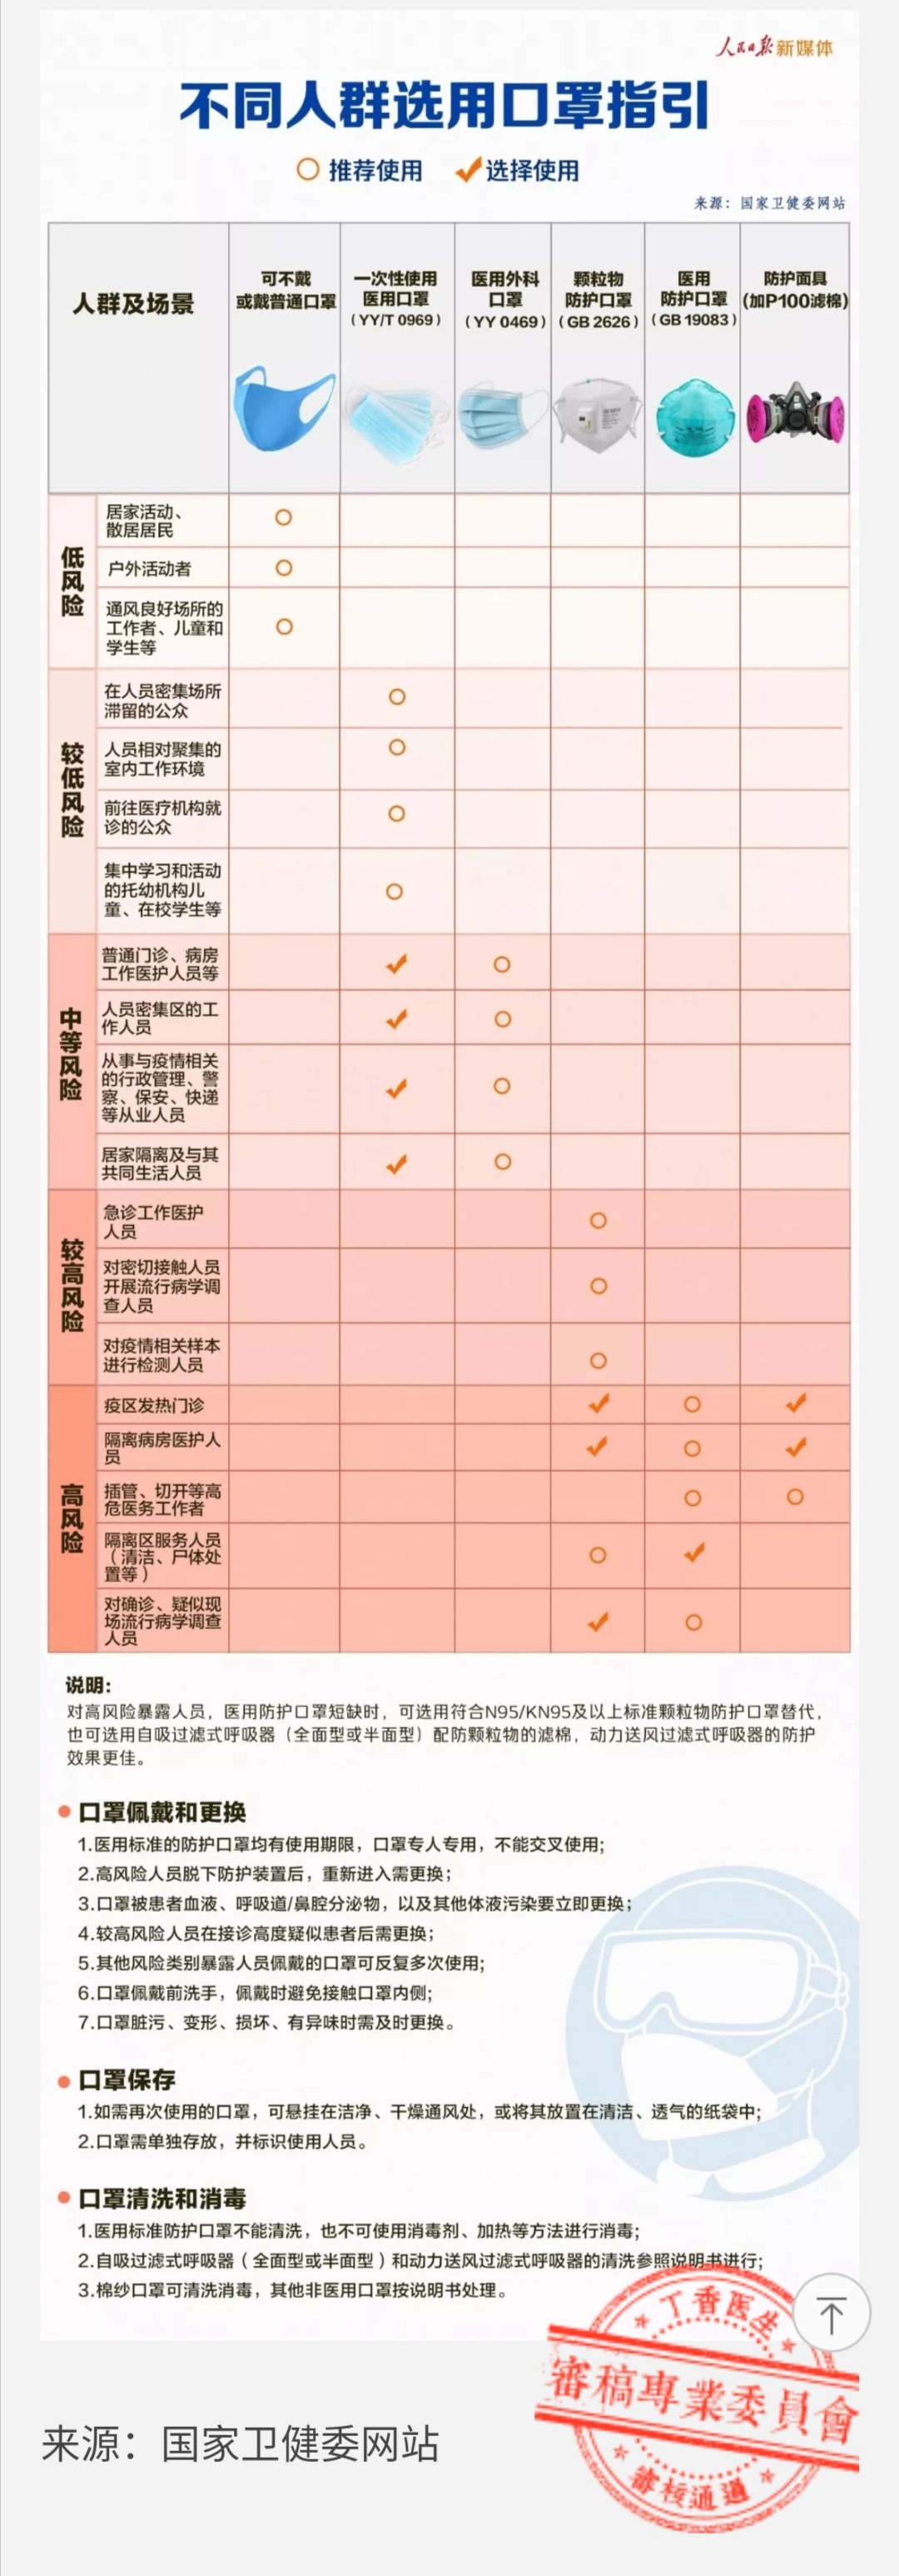 人民日报 新媒体
不同人群选用口罩指引
推荐使用 选择使用
来源：国家卫健委网站
人群及场景
可不戴
或戴普通口罩
一次性使用
医用口罩
（YY/T 0969）
医用外科
口罩
（YY 0469）
颗粒物
防护口罩
（GB 2626）
医用
防护口罩
（GB 19083）
防护面具
(加P100滤棉)
低风险
居家活动、
散居居民
户外活动者
通风良好场所的
工作者、儿童和
学生等
较低风险
在人员密集场所
滞留的公众
人员相对聚集的
室内工作环境
前往医疗机构就
诊的公众
集中学习和活动
的托幼机构儿
童、在校学生等
中等风险
普通门诊、病房
工作医护人员等
人员密集区的工
作人员
从事与疫情相关
的行政管理、警
察、保安、快递
等从业人员
居家隔离及与其
共同生活人员
较高风险
急诊工作医护
人员
对密切接触人员
开展流行病学调
查人员
对疫情相关样本
进行检测人员
高风险
疫区发热门诊
隔离病房医护人
员
插管、切开等高
危医务工作者
隔离区服务人员
（清洁、尸体处
置等）
对确诊、疑似现
场流行病学调查
人员
说明：
对高风险暴露人员，医用防护口罩短缺时，可选用符合N95/KN95及以上标准颗粒物防护口罩替代，
也可选用自吸过滤式呼吸器（全面型或半面型）配防颗粒物的滤棉，动力送风过滤式呼吸器的防护
效果更佳。
口罩佩戴和更换
1.医用标准的防护口罩均有使用期限，口罩专人专用，不能交叉使用；
2.高风险人员脱下防护装置后，重新进入需更换；
3.口罩被患者血液、呼吸道/鼻腔分泌物，以及其他体液污染要立即更换；
4.较高风险人员在接诊高度疑似患者后需更换；
5.其他风险类别暴露人员佩戴的口罩可反复多次使用；
6.口罩佩戴前洗手，佩戴时避免接触口罩内侧；
7.口罩脏污、变形、损坏、有异味时需及时更换。
口罩保存
1.如需再次使用的口罩，可悬挂在洁净、干燥通风处，或将其放置在清洁、透气的纸袋中；
2.口罩需单独存放，并标识使用人员。
口罩清洗和消毒
1.医用标准防护口罩不能清洗，也不可使用消毒剂、加热等方法进行消毒；
2.自吸过滤式呼吸器（全面型或半面型）和动力送风过滤式呼吸器的清洗参照说明书进行；
3.棉纱口罩可清洗消毒，其他非医用口罩按说明书处理。
丁香医生
審稿專業委員會
審核通過
来源：国家卫健委网站